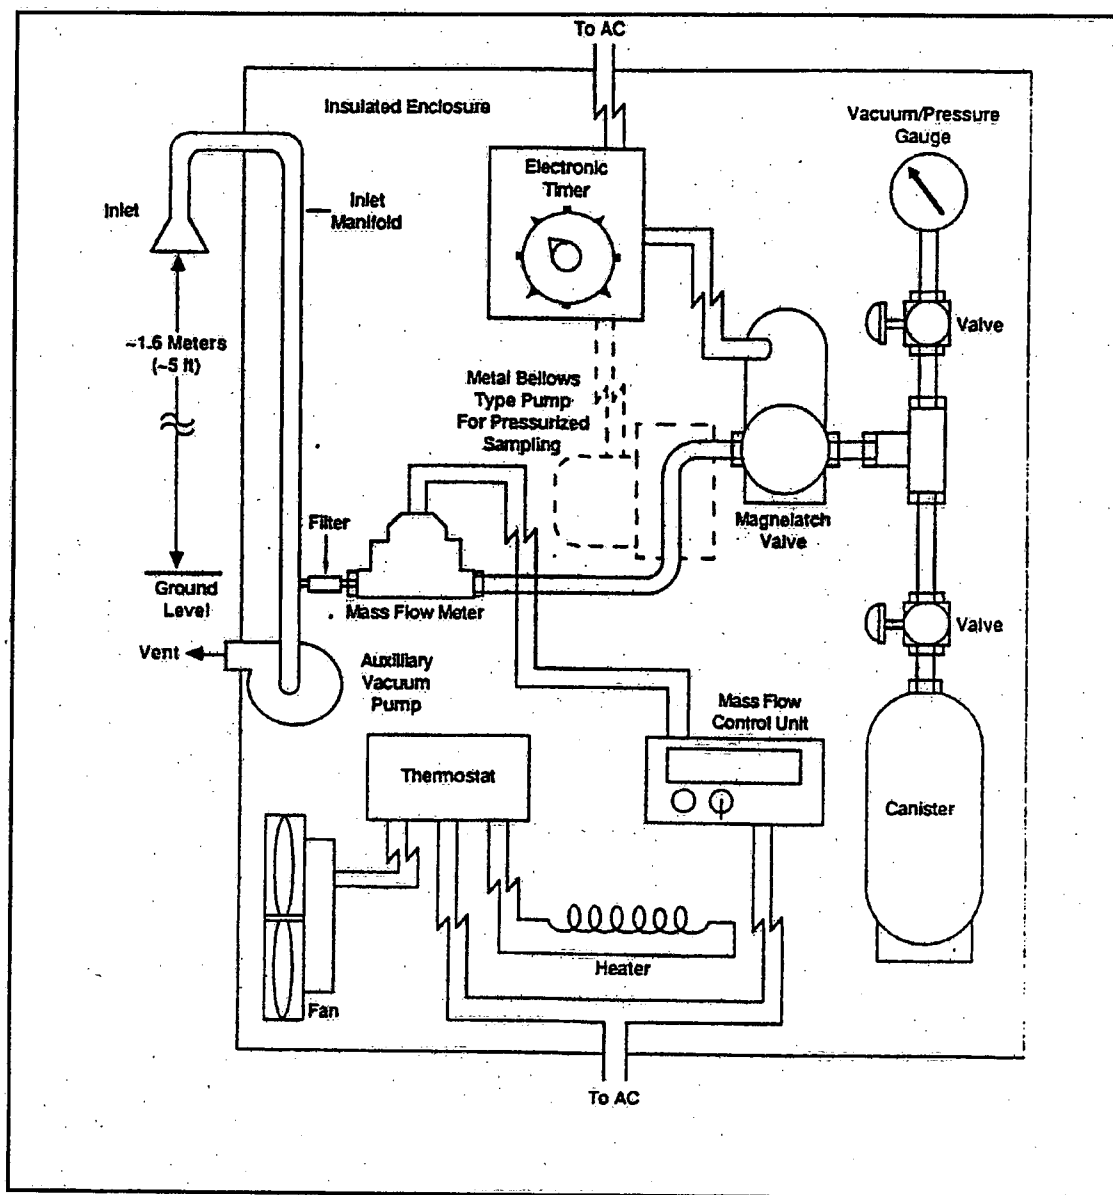 To AC
Insulated Enclosure
Vacuum/Pressure
Gauge
Electronic
Timer
Inlet
Inlet
Manifold
Valve
~1.6 Meters
(~5 ft)
Metal Bellows
Type Pump
For Pressurized
Sampling
Magnelatch
Valve
Filter
Ground
Level
Mass Flow Meter
Valve
Vent
Auxilliary
Vacuum
Pump
Mass Flow
Control Unit
Thermostat
Canister
Heater
Fan
To AC